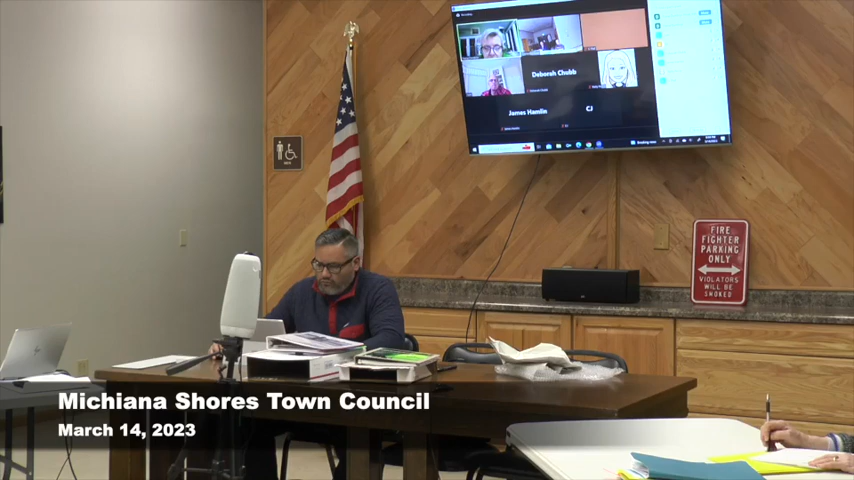 Deborah Chubb
James Hamlin
CJ
FIRE
FIGHTER
PARKING
ONLY
VIOLATORS
WILL BE
SMOKED
Michiana Shores Town Council
March 14, 2023